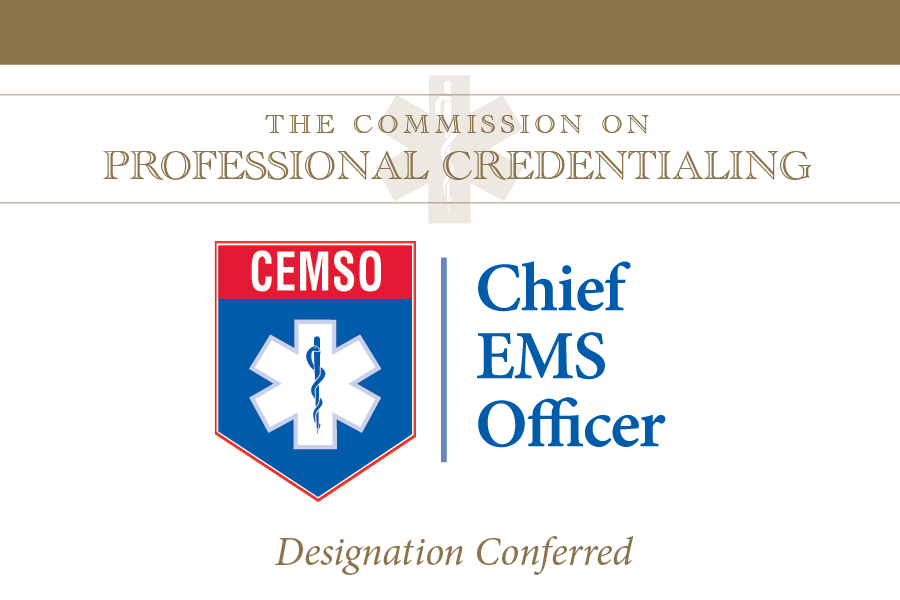 THE COMMISSION ON
PROFESSIONAL CREDENTIALING
CEMSO
Chief
EMS
Officer
Designation Conferred